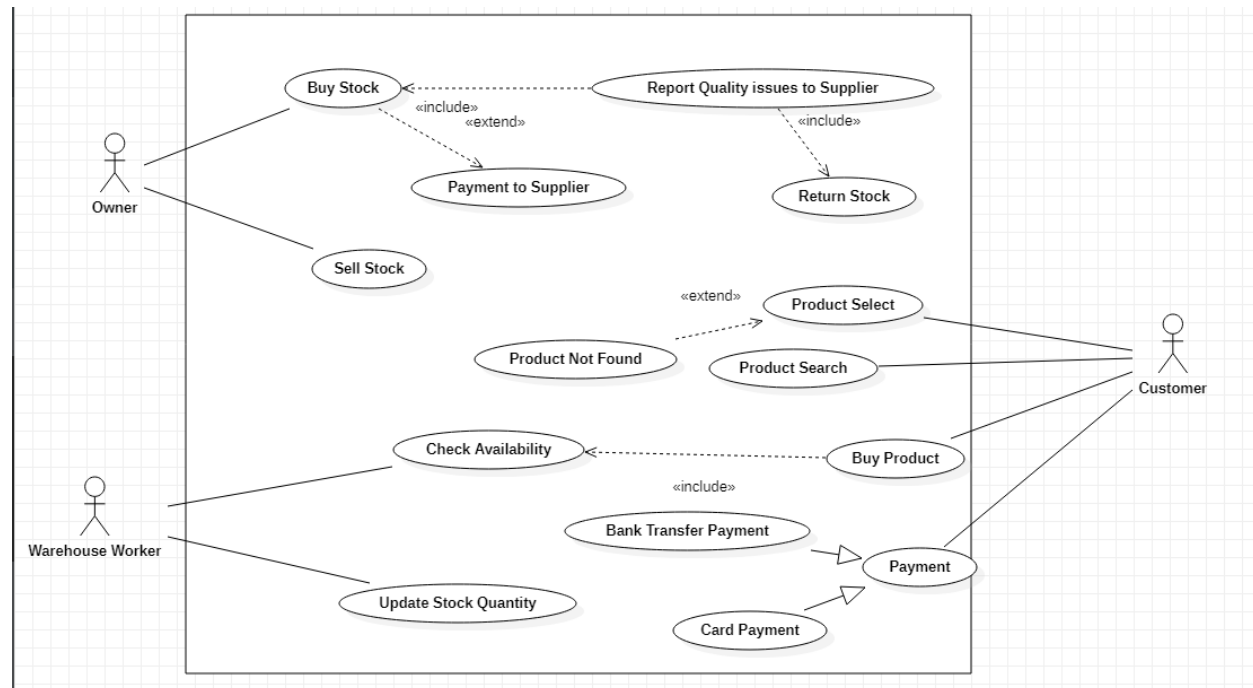 Buy Stock
Report Quality issues to Supplier
«include»
«extend»
«include»
Payment to Supplier
Return Stock
Owner
Sell Stock
«extend»
Product Select
Product Not Found
Product Search
Customer
Check Availability
Buy Product
«include»
Bank Transfer Payment
Warehouse Worker
Payment
Update Stock Quantity
Card Payment